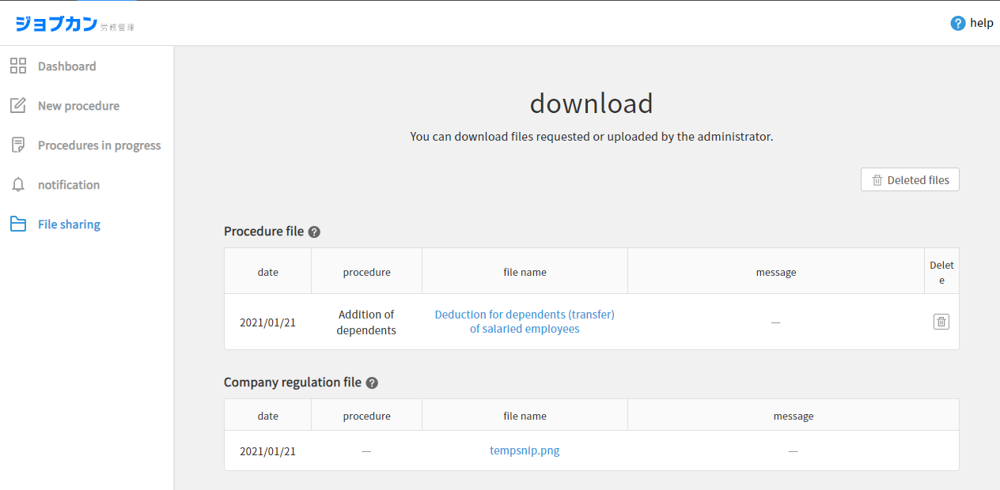 ジョブカン 労務管理
help
Dashboard
New procedure
Procedures in progress
notification
File sharing
download
You can download files requested or uploaded by the administrator.
Deleted files
Procedure file
date procedure file name message Delet
e
2021/01/21 Addition of
dependents Deduction for dependents (transfer)
of salaried employees —
Company regulation file
date procedure file name message
2021/01/21 — tempsnip.png —